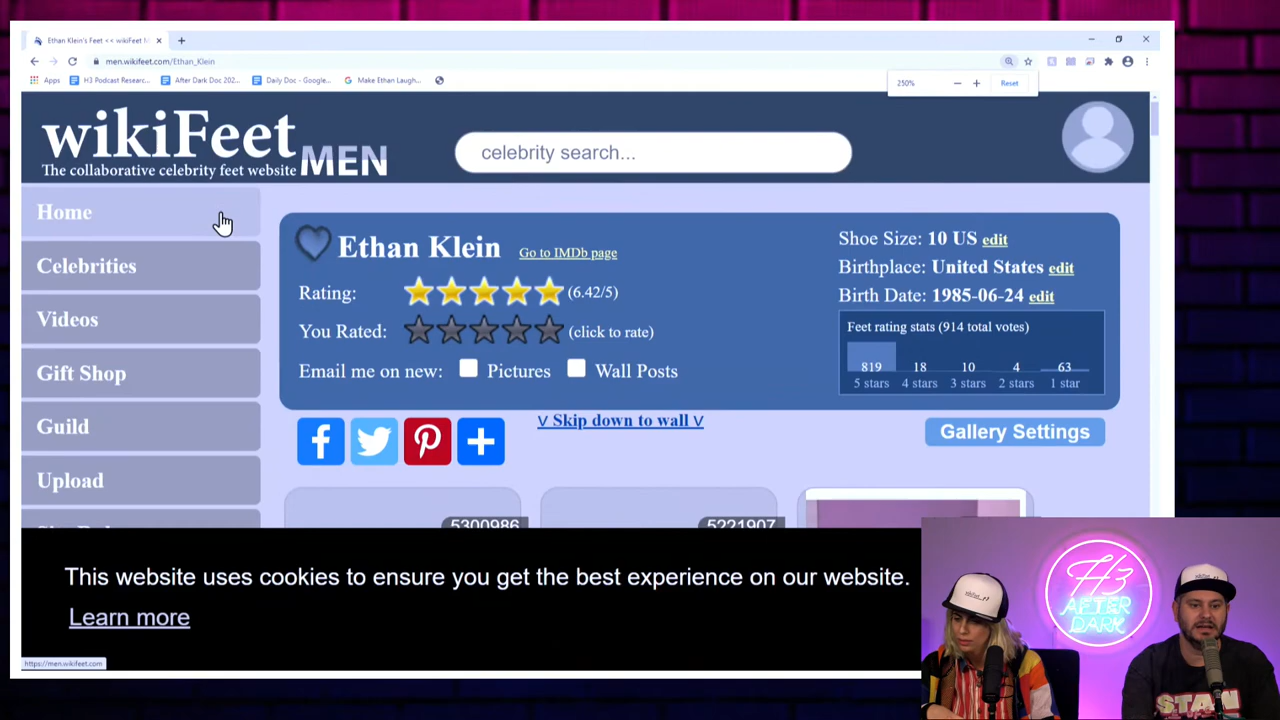 Ethan Klein's Feet << wikiFeet M
men.wikifeet.com/Ethan_Klein
Apps
H3 Podcast Researc...
After Dark Doc 202...
Daily Doc - Google...
Make Ethan Laugh...
250%
Reset
wikiFeet MEN
The collaborative celebrity feet website
celebrity search...
Home
Celebrities
Videos
Gift Shop
Guild
Upload
Ethan Klein Go to IMDb page
Rating: (6.42/5)
You Rated: (click to rate)
Email me on new: Pictures Wall Posts
Shoe Size: 10 US edit
Birthplace: United States edit
Birth Date: 1985-06-24 edit
Feet rating stats (914 total votes)
819 18 10 4 63
5 stars 4 stars 3 stars 2 stars 1 star
V Skip down to wall V
Gallery Settings
5300986
5221907
This website uses cookies to ensure you get the best experience on our website.
Learn more
https://men.wikifeet.com
H3
AFTER
DARK